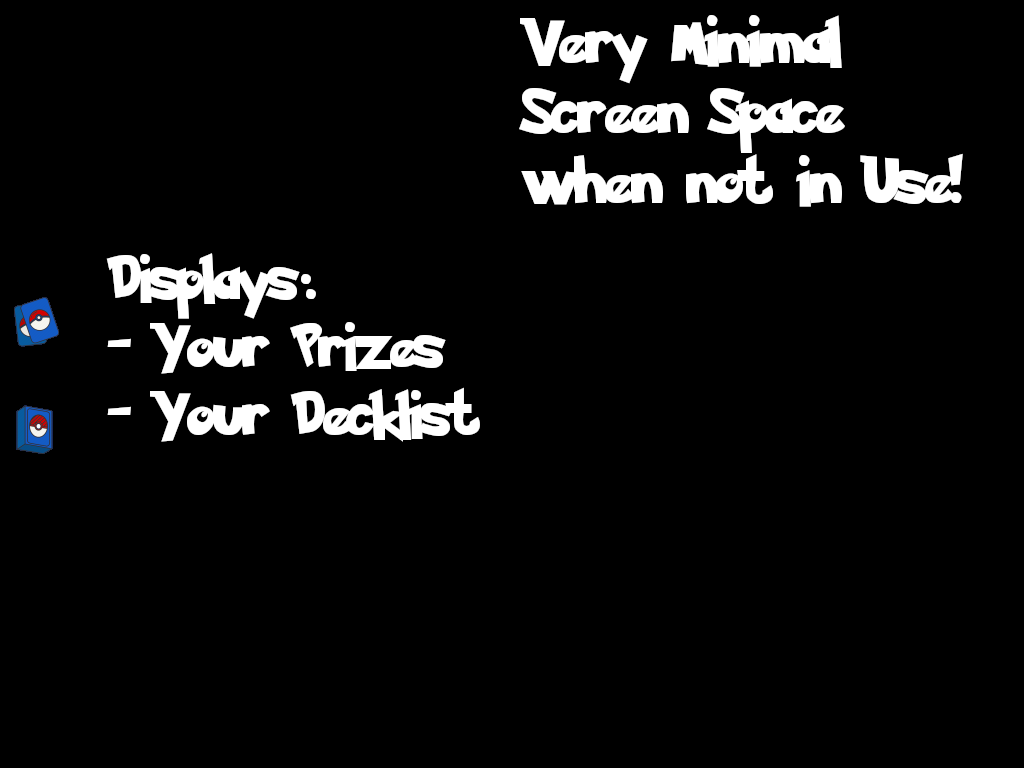 Very Minimal
Screen Space
when not in Use!
Displays:
- Your Prizes
- Your Decklist